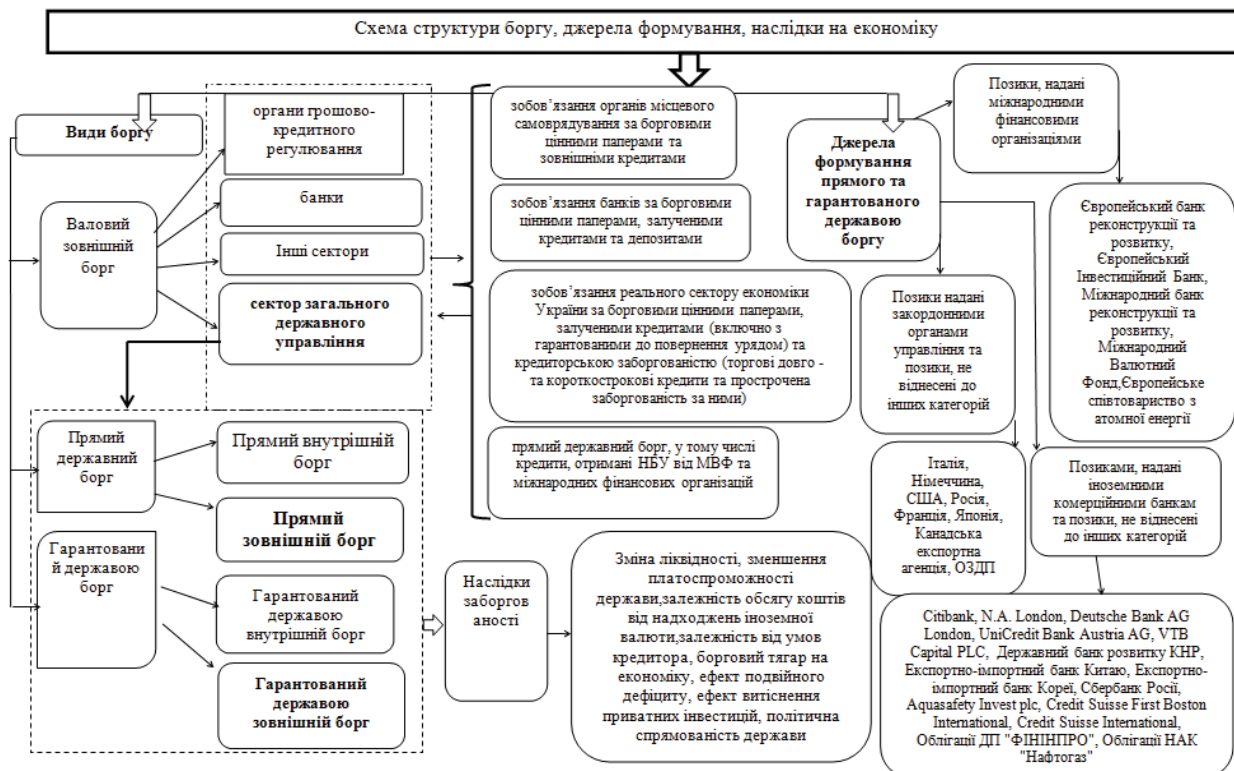 Схема структури боргу, джерела формування, наслідки на економіку
Види боргу
Валовий
зовнішній
борг
органи грошово-
кредитного
регулювання
банки
Інші сектори
сектор загального
державного
управління
Прямий
державний
борг
Прямий внутрішній
борг
Прямий
зовнішній борг
Гарантовани
й державою
борг
Гарантований
державою
внутрішній борг
Гарантований
державою
зовнішній борг
зобов’язання органів місцевого
самоврядування за борговими
цінними паперами та
зовнішніми кредитами
зобов’язання банків за борговими
цінними паперами, залученими
кредитами та депозитами
зобов’язання реального сектору економіки
України за борговими цінними паперами,
залученими кредитами (включно з
гарантованими до повернення урядом) та
кредиторською заборгованістю (торгові довго -
та короткострокові кредити та прострочена
заборгованість за ними)
прямий державний борг, у тому числі
кредити, отримані НБУ від МВФ та
міжнародних фінансових організацій
Наслідки
заборгов
аності
Зміна ліквідності, зменшення
платоспроможності
держави,залежність обсягу коштів
від надходжень іноземної
валюти,залежність від умов
кредитора, борговий тягар на
економіку, ефект подвійного
дефіциту, ефект витіснення
приватних інвестицій, політична
спрямованість держави
Джерела
формування
прямого та
гарантованого
державою
боргу
Позики, надані
міжнародними
фінансовими
організаціями
Європейський банк
реконструкції та
розвитку,
Європейський
Інвестиційний Банк,
Міжнародний банк
реконструкції та
розвитку,
Міжнародний
Валютний
Фонд,Європейське
співтовариство з
атомної енергії
Позики надані
закордонними
органами
управління та
позики, не
віднесені до
інших категорій
Італія,
Німеччина,
США, Росія,
Франція, Японія,
Канадська
експортна
агенція, ОЗДП
Позиками, надані
іноземними
комерційними банкам
та позики, не віднесені
до інших категорій
Citibank, N.A. London, Deutsche Bank AG
London, UniCredit Bank Austria AG, VTB
Capital PLC, Державний банк розвитку КНР,
Експортно-імпортний банк Китаю, Експортно-
імпортний банк Кореї, Сбербанк Росії,
Aquasafety Invest plc, Credit Suisse First Boston
International, Credit Suisse International,
Облігації ДП "ФІНІНПРО", Облігації НАК
"Нафтогаз"